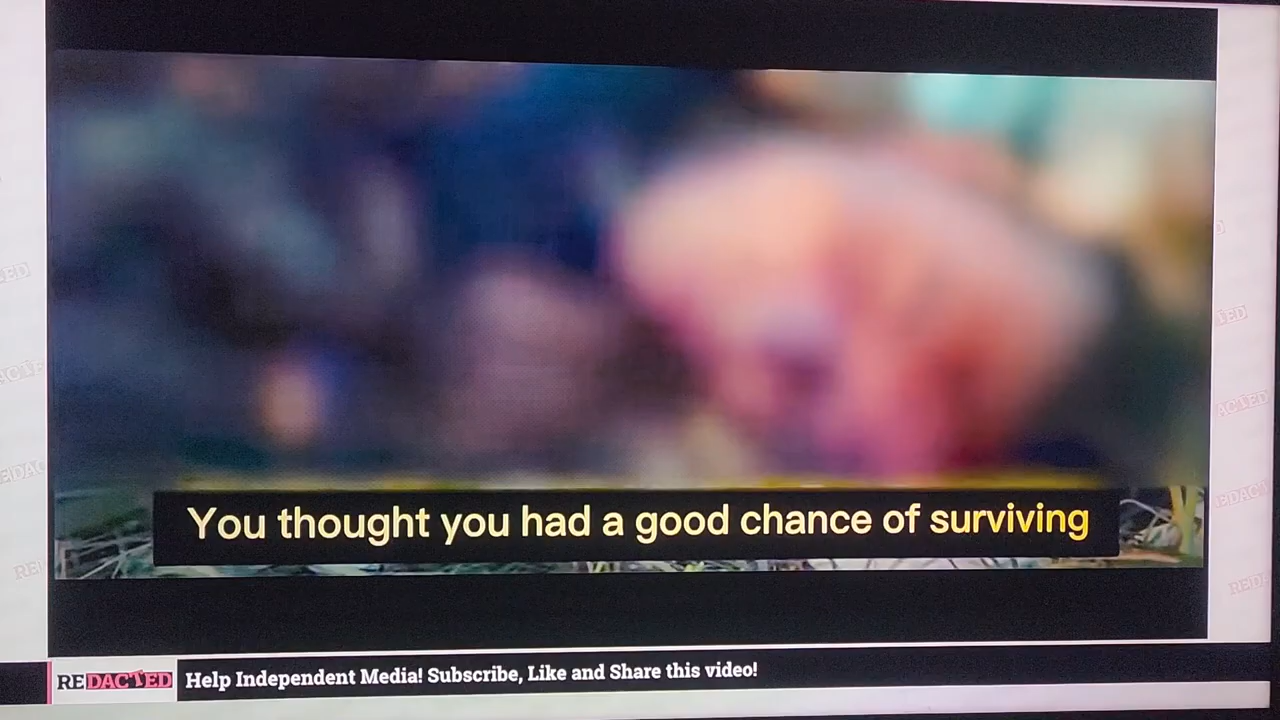 You thought you had a good chance of surviving
REDACTED Help Independent Media! Subscribe, Like and Share this video!